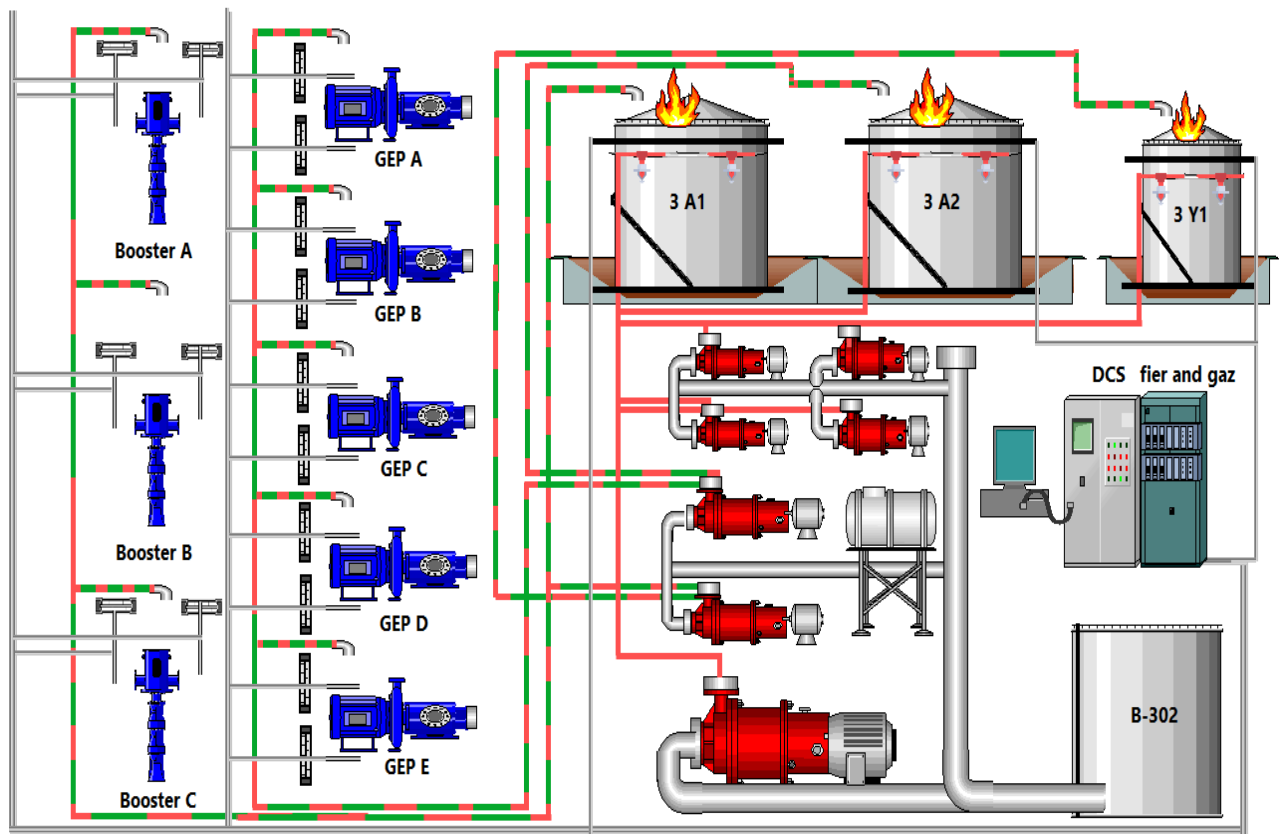 GEP A
3 A1
3 A2
3 Y1
Booster A
GEP B
DCS fier and gaz
GEP C
Booster B
GEP D
B-302
GEP E
Booster C